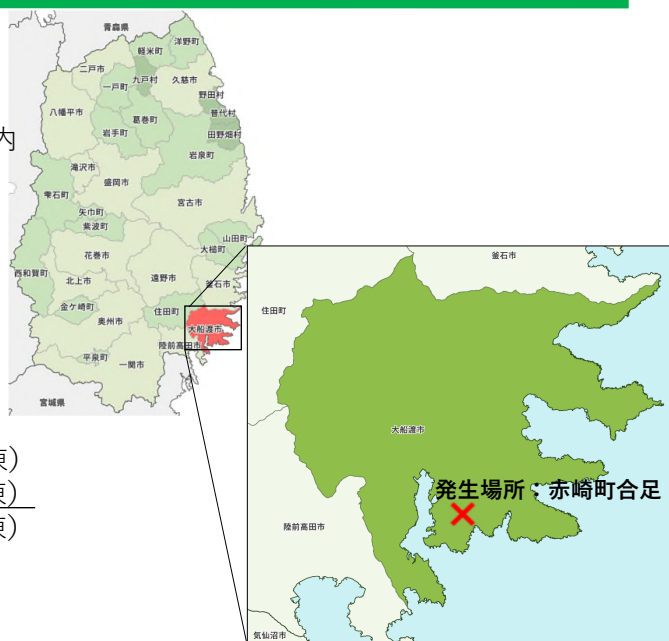 青森県
洋野町
軽米町
二戸市
九戸村
久慈市
一戸町
野田村
普代村
八幡平市
葛巻町
田野畑村
岩手町
内
岩泉町
滝沢市
盛岡市
雫石町
宮古市
矢巾町
紫波町
山田町
大槌町
花巻市
西和賀町
遠野市
北上市
釜石市
金ケ崎町
住田町
奥州市
大船渡市
陸前高田市
平泉町
一関市
宮城県
釜石市
住田町
大船渡市
棟)
棟)
棟)
発生場所：赤崎町合足
陸前高田市
気仙沼市